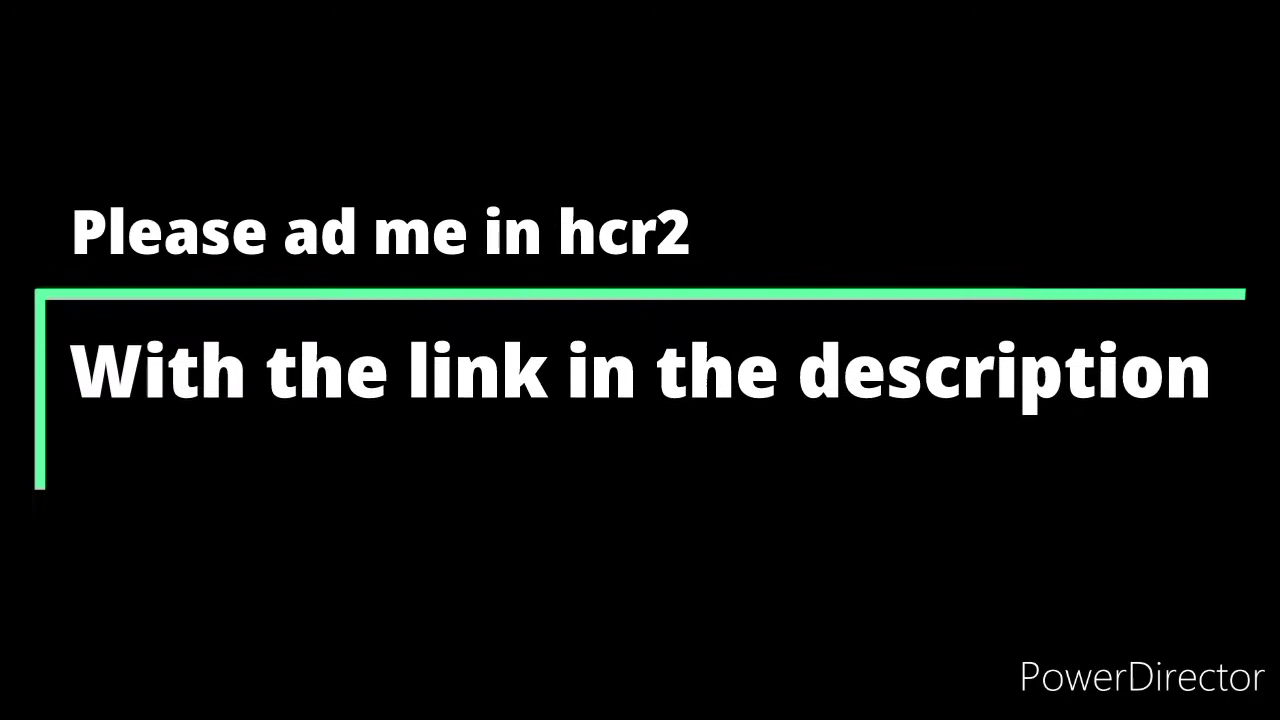 Please ad me in hcr2
With the link in the description
PowerDirector